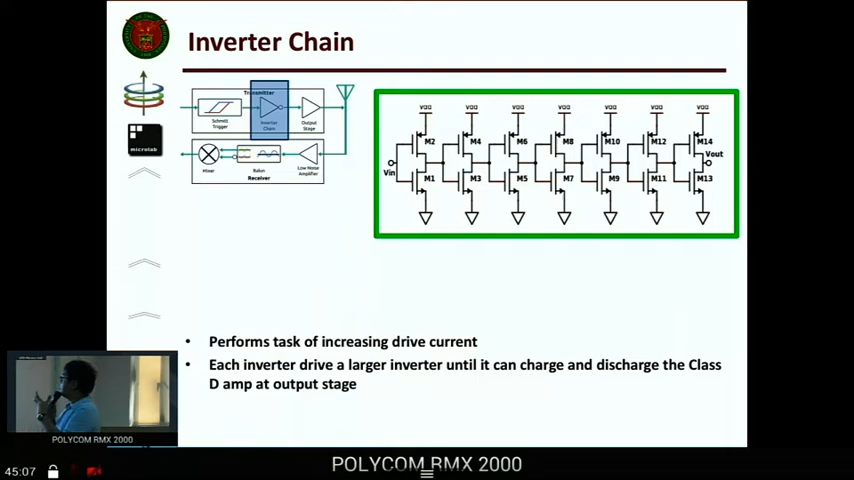 Inverter Chain
Transmitter
Schmitt
Trigger
Inverter
Chain
Output
Stage
microlab
Mixer
Balun
Low Noise
Amplifier
Receiver
VDD VDD VDD VDD VDD VDD VDD
M2 M4 M6 M8 M10 M12 M14
Vin
Vout
M1 M3 M5 M7 M9 M11 M13
• Performs task of increasing drive current
• Each inverter drive a larger inverter until it can charge and discharge the Class
D amp at output stage
POLYCOM RMX 2000
POLYCOM RMX 2000
45:07